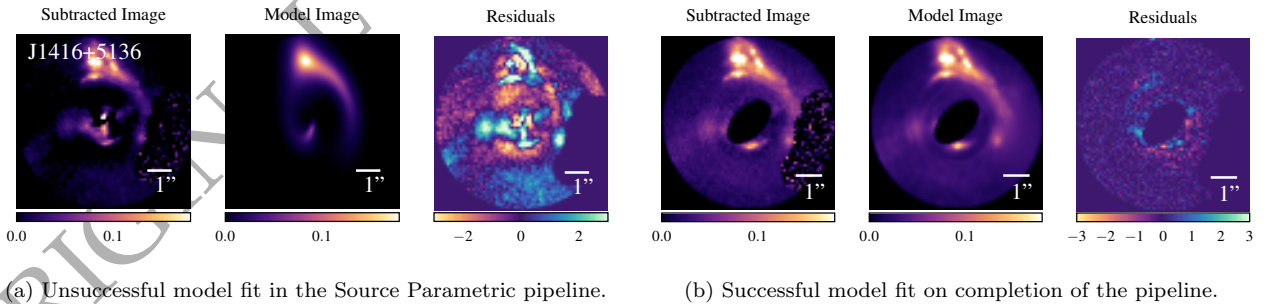 Subtracted Image Model Image Residuals Subtracted Image Model Image Residuals
J1416+5136
1” 1” 1” 1” 1” 1”
0.0 0.1 0.0 0.1 −2 0 2 0.0 0.1 0.0 0.1 −3 −2 −1 0 1 2 3
(a) Unsuccessful model fit in the Source Parametric pipeline. (b) Successful model fit on completion of the pipeline.